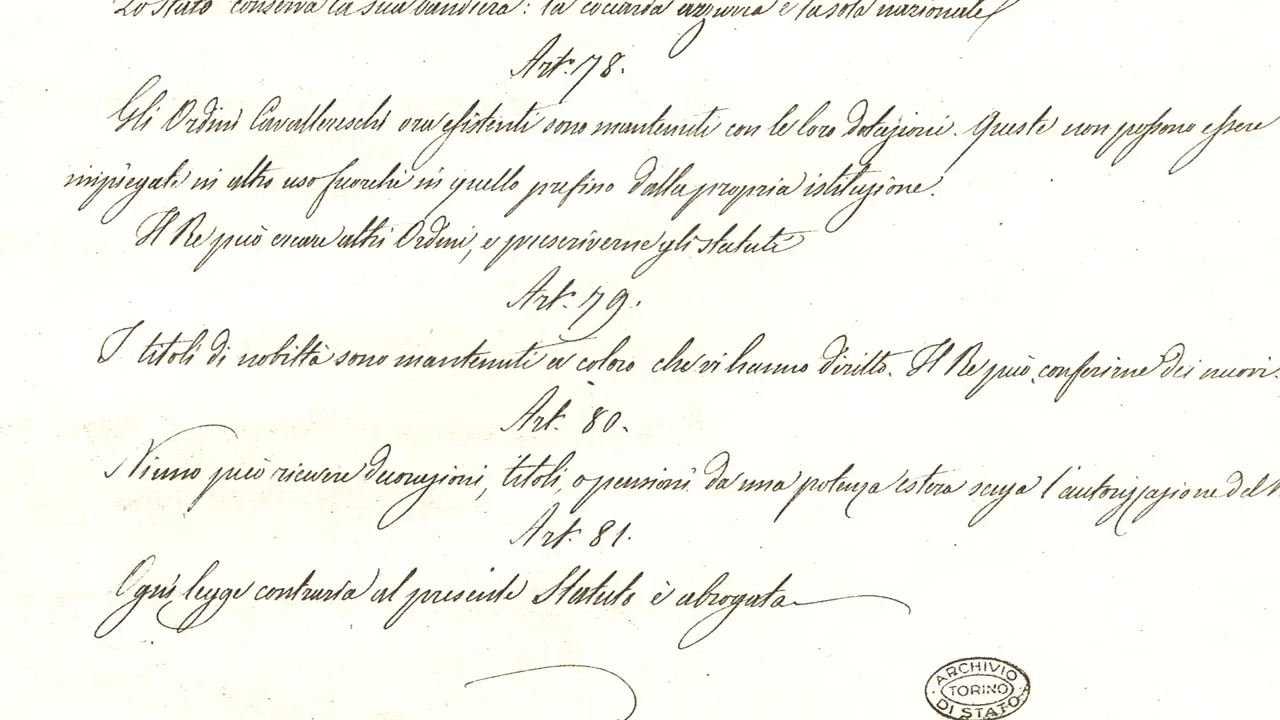 Lo Stato conserva la sua bandiera: la coccarda azzurra è la sola nazionale
Art. 78.
Gli Ordini Cavallereschi ora esistenti sono mantenuti con le loro dotazioni. Queste non possono essere
impiegate in altro uso fuorchè in quello prefisso dalla propria istituzione.
Il Re può creare altri Ordini, e prescriverne gli statuti
Art. 79.
I titoli di nobiltà sono mantenuti a coloro che vi hanno diritto. Il Re può conferirne dei nuovi.
Art. 80.
Niuno può ricevere decorazioni, titoli, o pensioni da una potenza estera senza l'autorizzazione del
Art. 81.
Ogni legge contraria al presente Statuto è abrogata
ARCHIVIO
TORINO
DI STATO